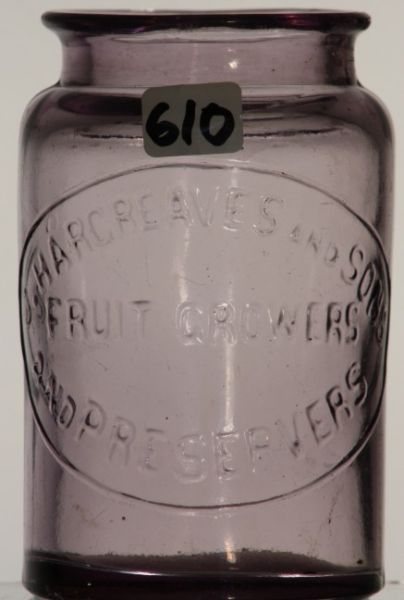 610
HARGREAVES AND SONS
FRUIT GROWERS
AND PRESERVERS